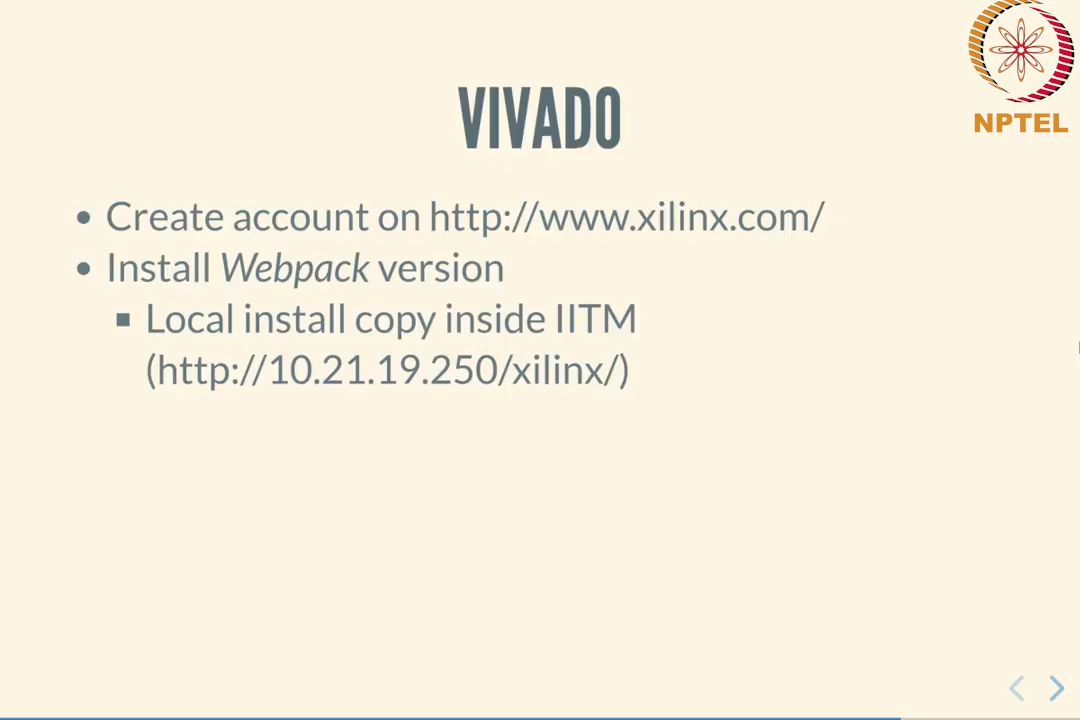 NPTEL
VIVADO
• Create account on http://www.xilinx.com/
• Install Webpack version
▪ Local install copy inside IITM
(http://10.21.19.250/xilinx/)